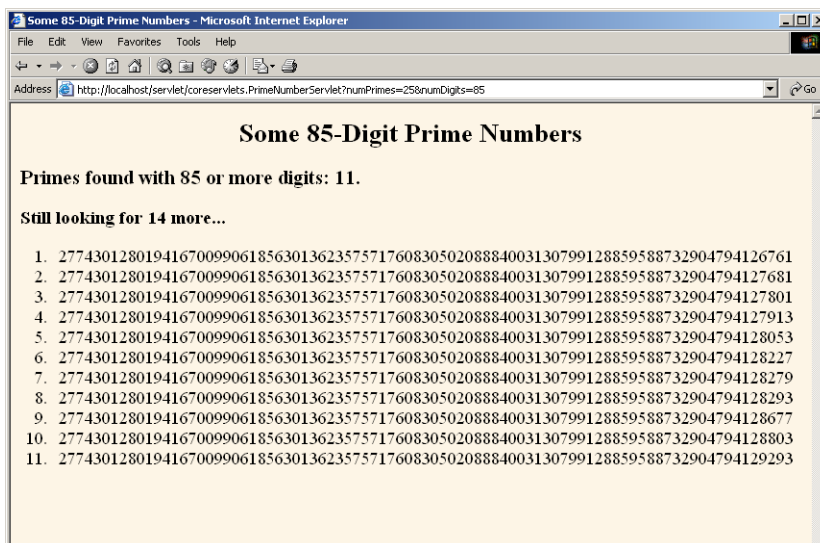 Some 85-Digit Prime Numbers - Microsoft Internet Explorer
File Edit View Favorites Tools Help
Address http://localhost/servlet/coreservlets.PrimeNumberServlet?numPrimes=25&numDigits=85 Go
Some 85-Digit Prime Numbers
Primes found with 85 or more digits: 11.
Still looking for 14 more...
1. 2774301280194167009906185630136235757176083050208884003130799128859588732904794126761
2. 2774301280194167009906185630136235757176083050208884003130799128859588732904794127681
3. 2774301280194167009906185630136235757176083050208884003130799128859588732904794127801
4. 2774301280194167009906185630136235757176083050208884003130799128859588732904794127913
5. 2774301280194167009906185630136235757176083050208884003130799128859588732904794128053
6. 2774301280194167009906185630136235757176083050208884003130799128859588732904794128227
7. 2774301280194167009906185630136235757176083050208884003130799128859588732904794128279
8. 2774301280194167009906185630136235757176083050208884003130799128859588732904794128293
9. 2774301280194167009906185630136235757176083050208884003130799128859588732904794128677
10. 2774301280194167009906185630136235757176083050208884003130799128859588732904794128803
11. 2774301280194167009906185630136235757176083050208884003130799128859588732904794129293